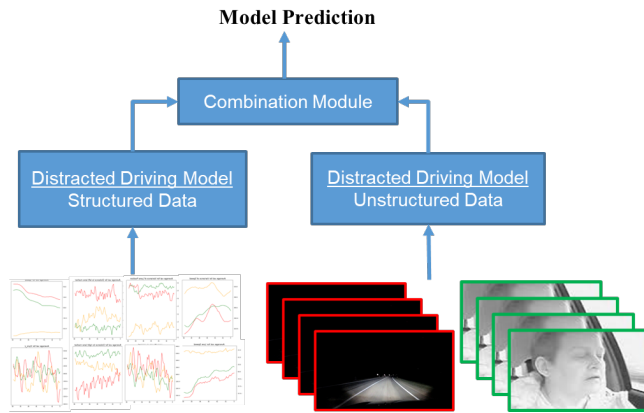 Model Prediction
Combination Module
Distracted Driving Model
Structured Data
Distracted Driving Model
Unstructured Data